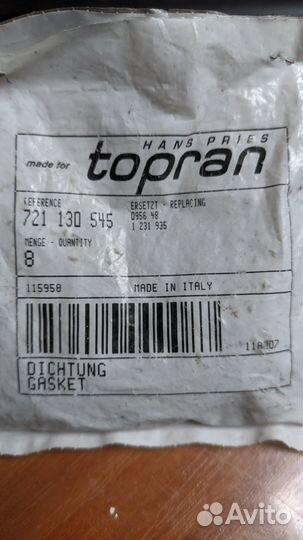 HANS PRIES
made for topran
REFERENCE
721 130 545
ERSETZT - REPLACING
0956 48
1 231 935
MENGE - QUANTITY
8
115958 MADE IN ITALY
DICHTUNG
GASKET
Avito